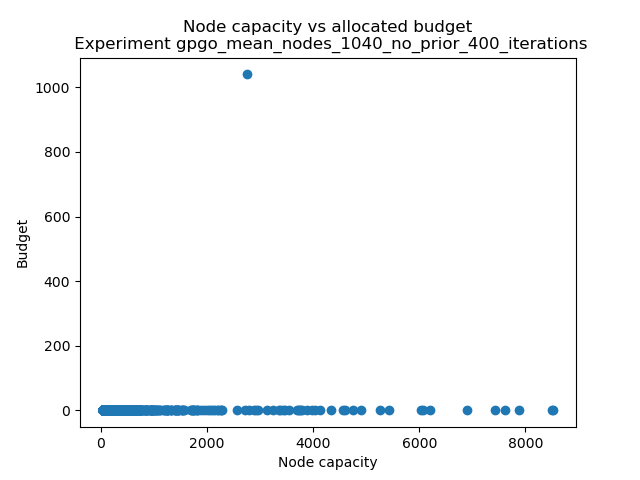 Node capacity vs allocated budget
Experiment gpgo_mean_nodes_1040_no_prior_400_iterations
1000
800
600
400
200
0
Budget
0 2000 4000 6000 8000
Node capacity